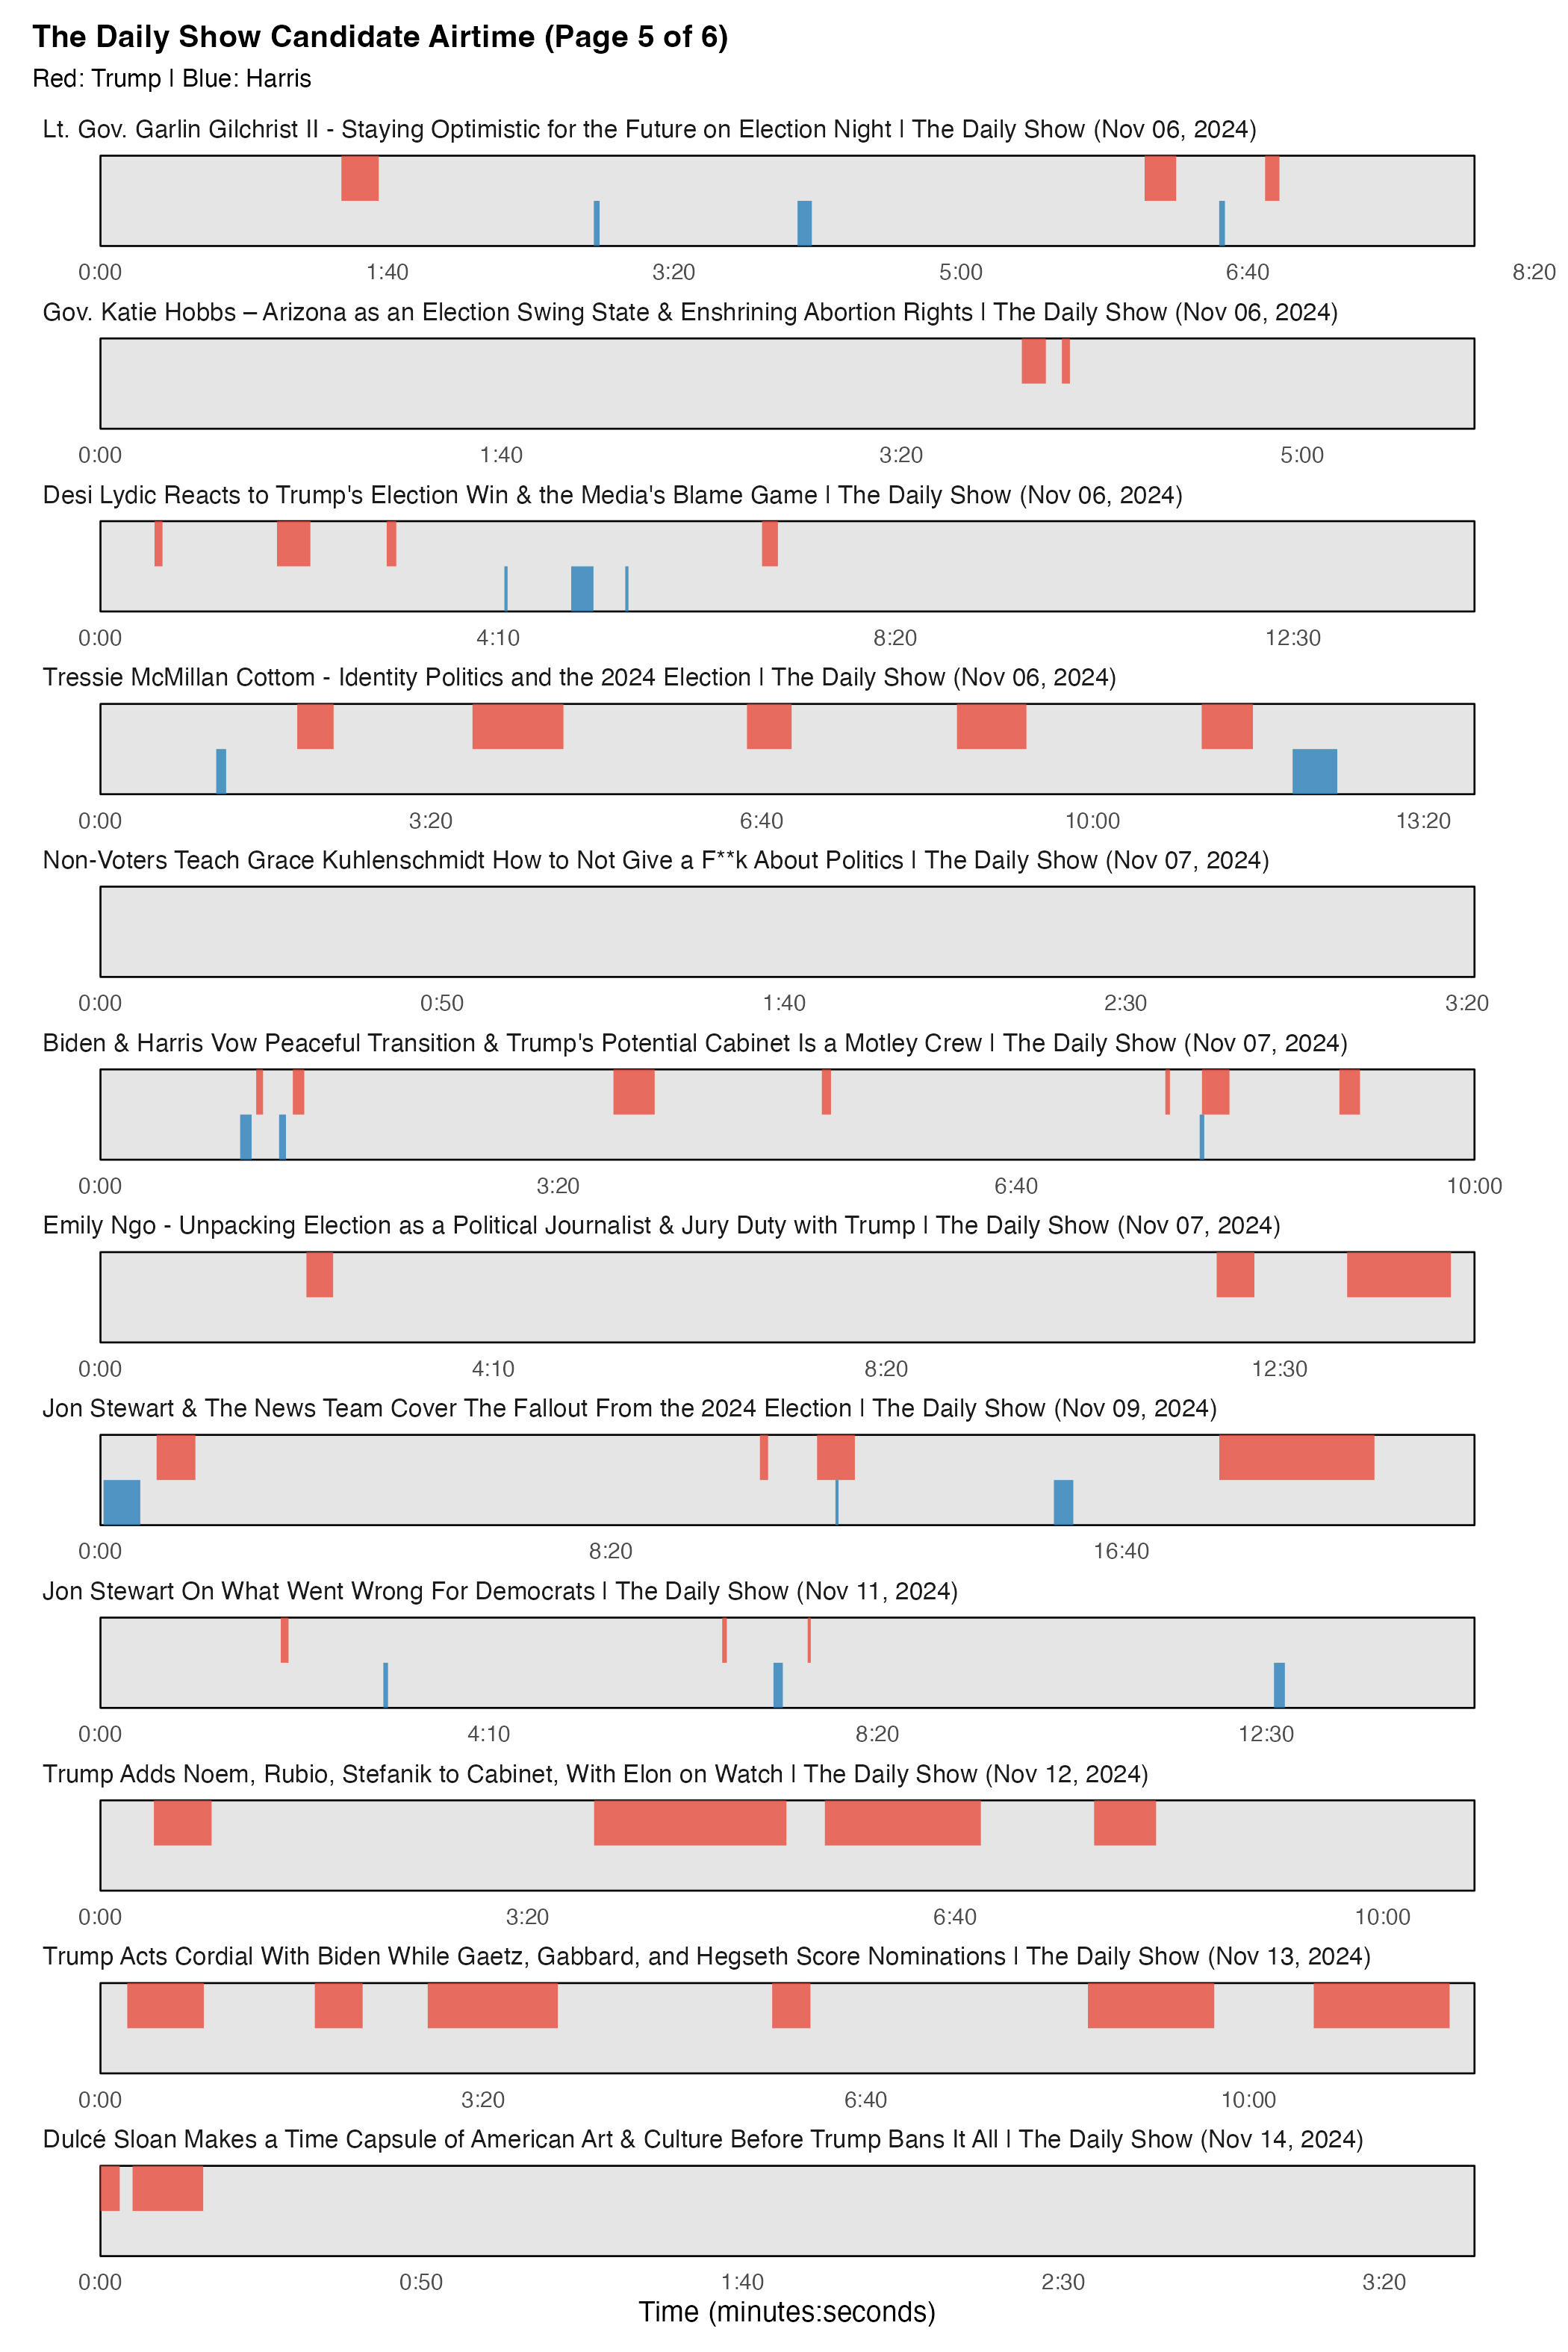 The Daily Show Candidate Airtime (Page 5 of 6)
Red: Trump | Blue: Harris
Lt. Gov. Garlin Gilchrist II - Staying Optimistic for the Future on Election Night | The Daily Show (Nov 06, 2024)
0:00 1:40 3:20 5:00 6:40 8:20
Gov. Katie Hobbs – Arizona as an Election Swing State & Enshrining Abortion Rights | The Daily Show (Nov 06, 2024)
0:00 1:40 3:20 5:00
Desi Lydic Reacts to Trump's Election Win & the Media's Blame Game | The Daily Show (Nov 06, 2024)
0:00 4:10 8:20 12:30
Tressie McMillan Cottom - Identity Politics and the 2024 Election | The Daily Show (Nov 06, 2024)
0:00 3:20 6:40 10:00 13:20
Non-Voters Teach Grace Kuhlenschmidt How to Not Give a F**k About Politics | The Daily Show (Nov 07, 2024)
0:00 0:50 1:40 2:30 3:20
Biden & Harris Vow Peaceful Transition & Trump's Potential Cabinet Is a Motley Crew | The Daily Show (Nov 07, 2024)
0:00 3:20 6:40 10:00
Emily Ngo - Unpacking Election as a Political Journalist & Jury Duty with Trump | The Daily Show (Nov 07, 2024)
0:00 4:10 8:20 12:30
Jon Stewart & The News Team Cover The Fallout From the 2024 Election | The Daily Show (Nov 09, 2024)
0:00 8:20 16:40
Jon Stewart On What Went Wrong For Democrats | The Daily Show (Nov 11, 2024)
0:00 4:10 8:20 12:30
Trump Adds Noem, Rubio, Stefanik to Cabinet, With Elon on Watch | The Daily Show (Nov 12, 2024)
0:00 3:20 6:40 10:00
Trump Acts Cordial With Biden While Gaetz, Gabbard, and Hegseth Score Nominations | The Daily Show (Nov 13, 2024)
0:00 3:20 6:40 10:00
Dulcé Sloan Makes a Time Capsule of American Art & Culture Before Trump Bans It All | The Daily Show (Nov 14, 2024)
0:00 0:50 1:40 2:30 3:20
Time (minutes:seconds)